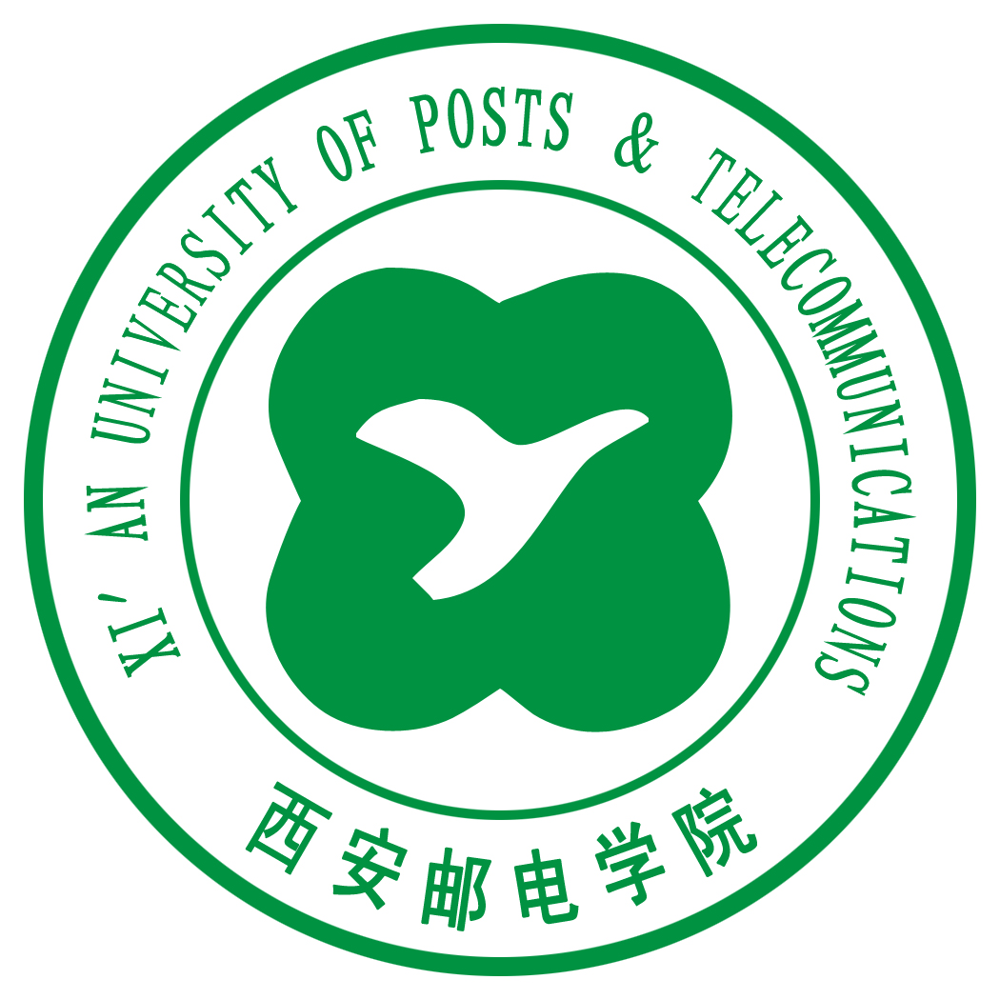 XI' AN UNIVERSITY OF POSTS & TELECOMMUNICATIONS
西安邮电学院